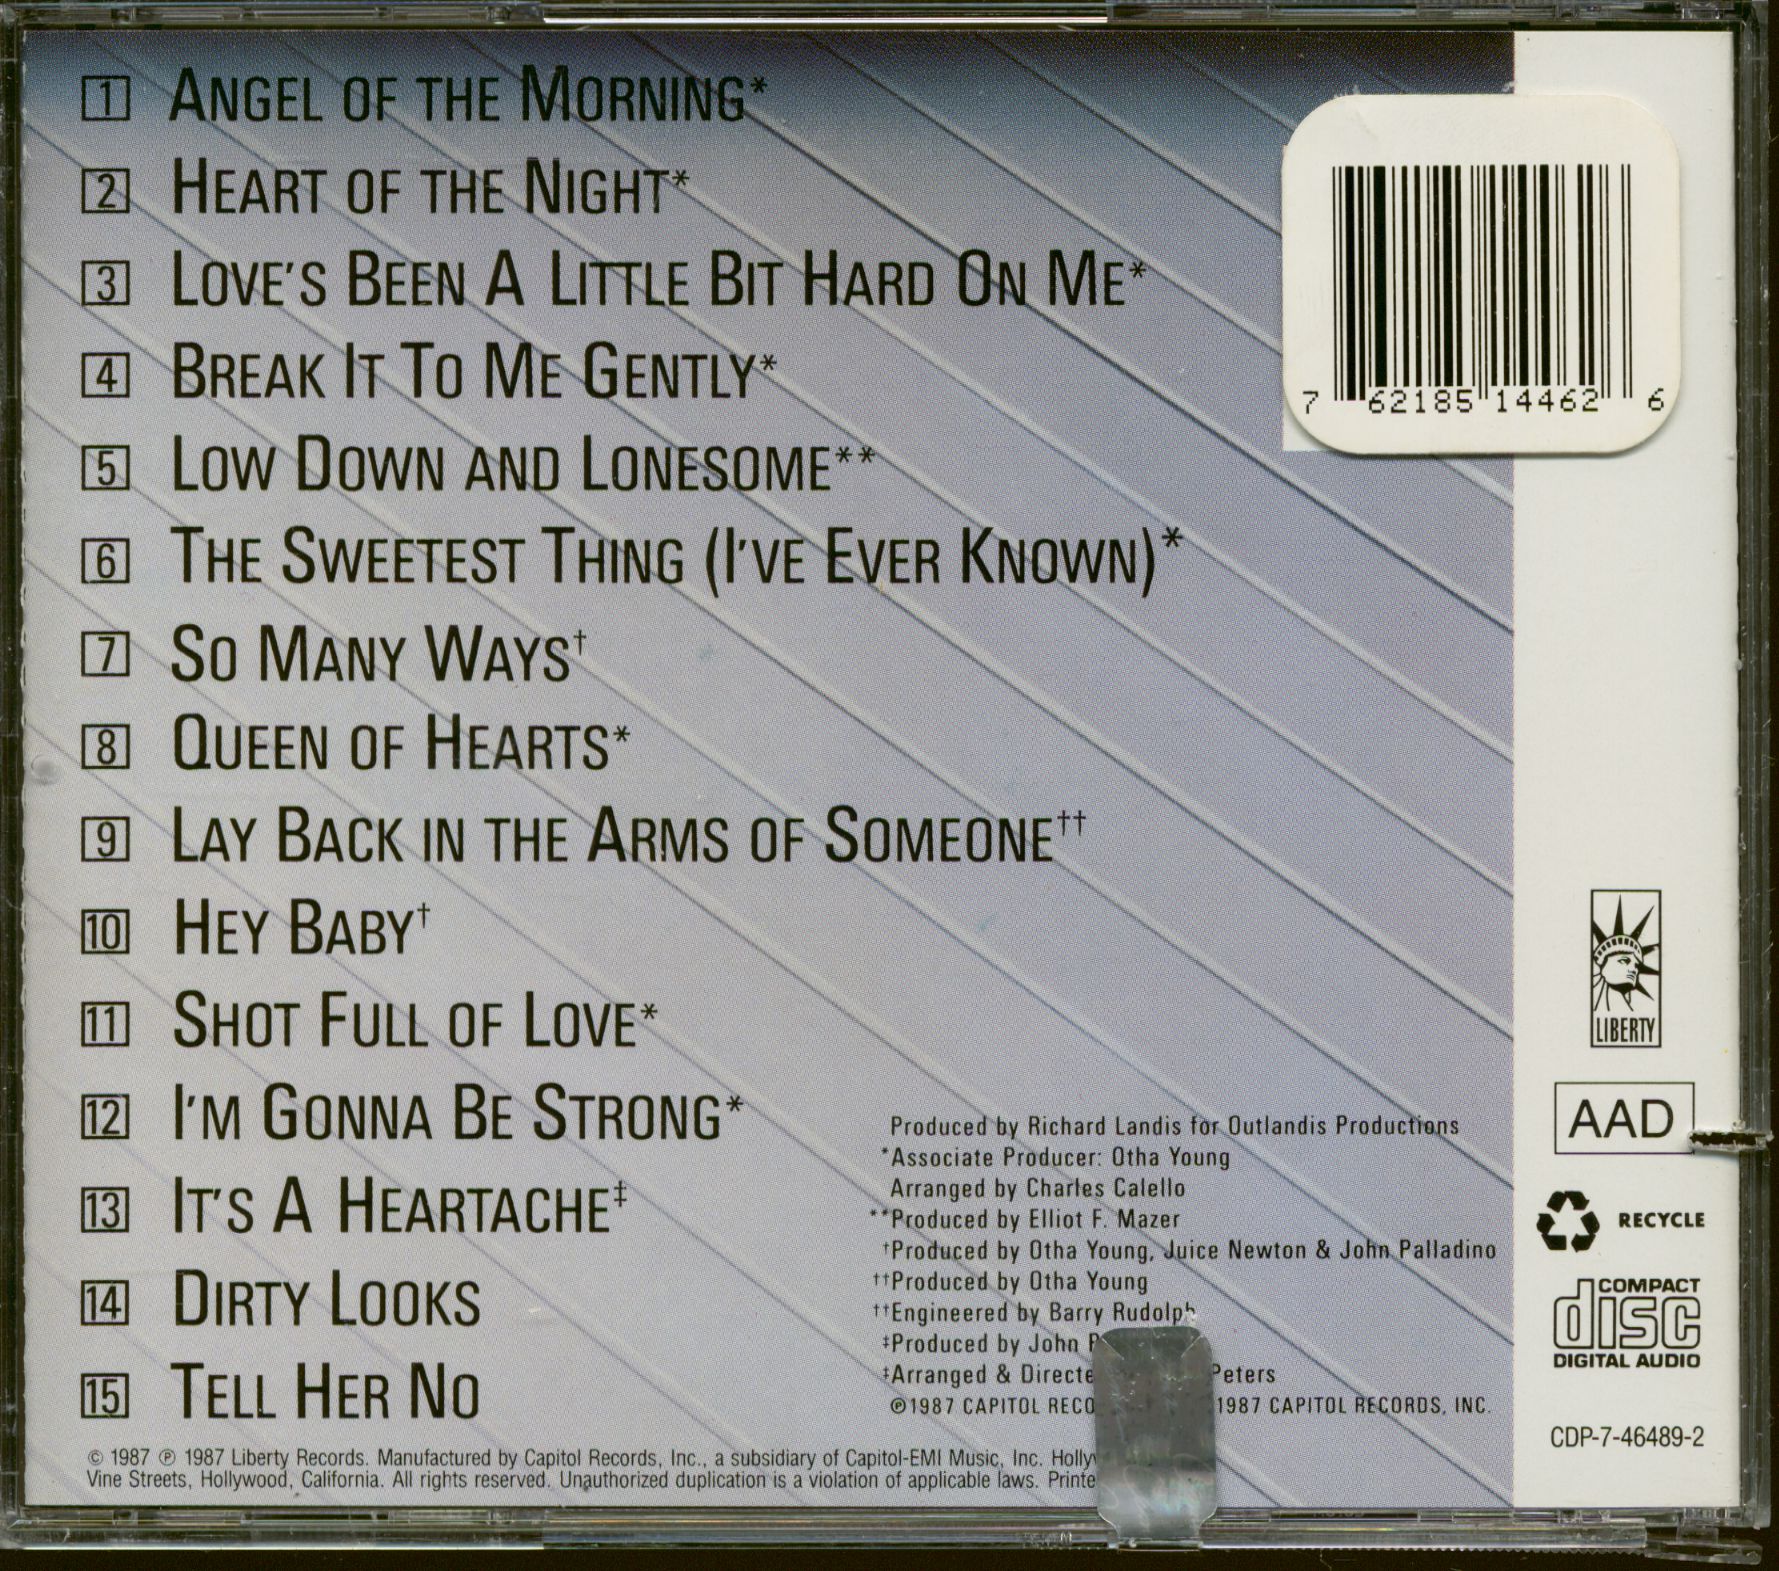 1 ANGEL OF THE MORNING*
2 HEART OF THE NIGHT*
3 LOVE'S BEEN A LITTLE BIT HARD ON ME*
4 BREAK IT TO ME GENTLY*
5 LOW DOWN AND LONESOME**
6 THE SWEETEST THING (I'VE EVER KNOWN)*
7 SO MANY WAYS†
8 QUEEN OF HEARTS*
9 LAY BACK IN THE ARMS OF SOMEONE††
10 HEY BABY†
11 SHOT FULL OF LOVE*
12 I'M GONNA BE STRONG*
13 IT'S A HEARTACHE‡
14 DIRTY LOOKS
15 TELL HER NO
Produced by Richard Landis for Outlandis Productions
*Associate Producer: Otha Young
Arranged by Charles Calello
**Produced by Elliot F. Mazer
†Produced by Otha Young, Juice Newton & John Palladino
††Produced by Otha Young
††Engineered by Barry Rudolph
‡Produced by John
‡Arranged & Peters
©1987 CAPITOL 1987 CAPITOL RECORDS, INC.
© 1987 ℗ 1987 Liberty Records. Manufactured by Capitol Records, Inc., a subsidiary of Capitol-EMI Music, Inc.
Vine Streets, Hollywood, California. All rights reserved. Unauthorized duplication is a violation of applicable laws.
7 62185 14462 6
LIBERTY
AAD
RECYCLE
COMPACT
disc
DIGITAL AUDIO
CDP-7-46489-2